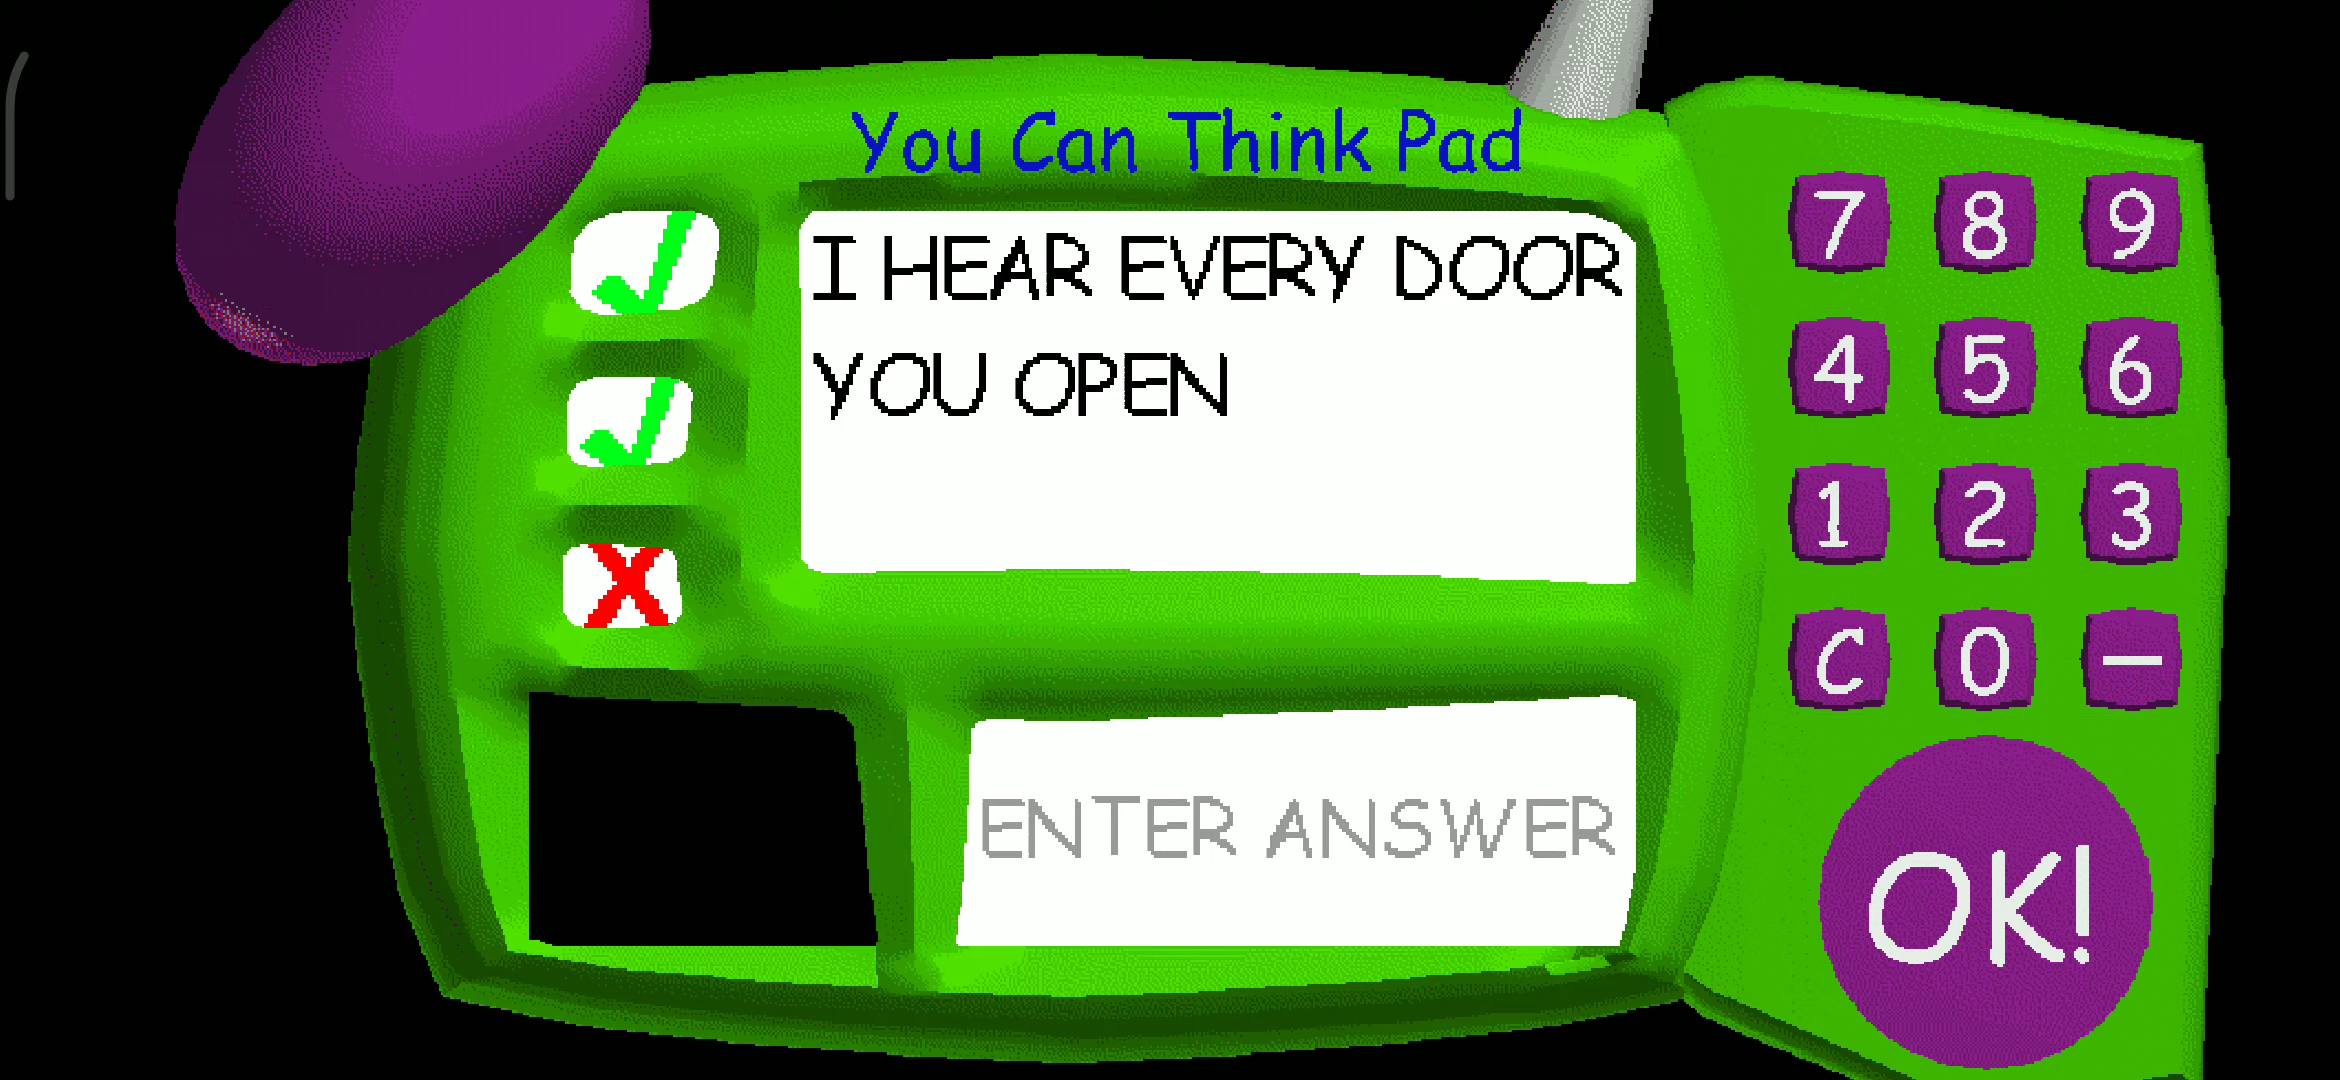 You Can Think Pad
I HEAR EVERY DOOR
YOU OPEN
7 8 9
4 5 6
1 2 3
C 0 –
ENTER ANSWER
OK!